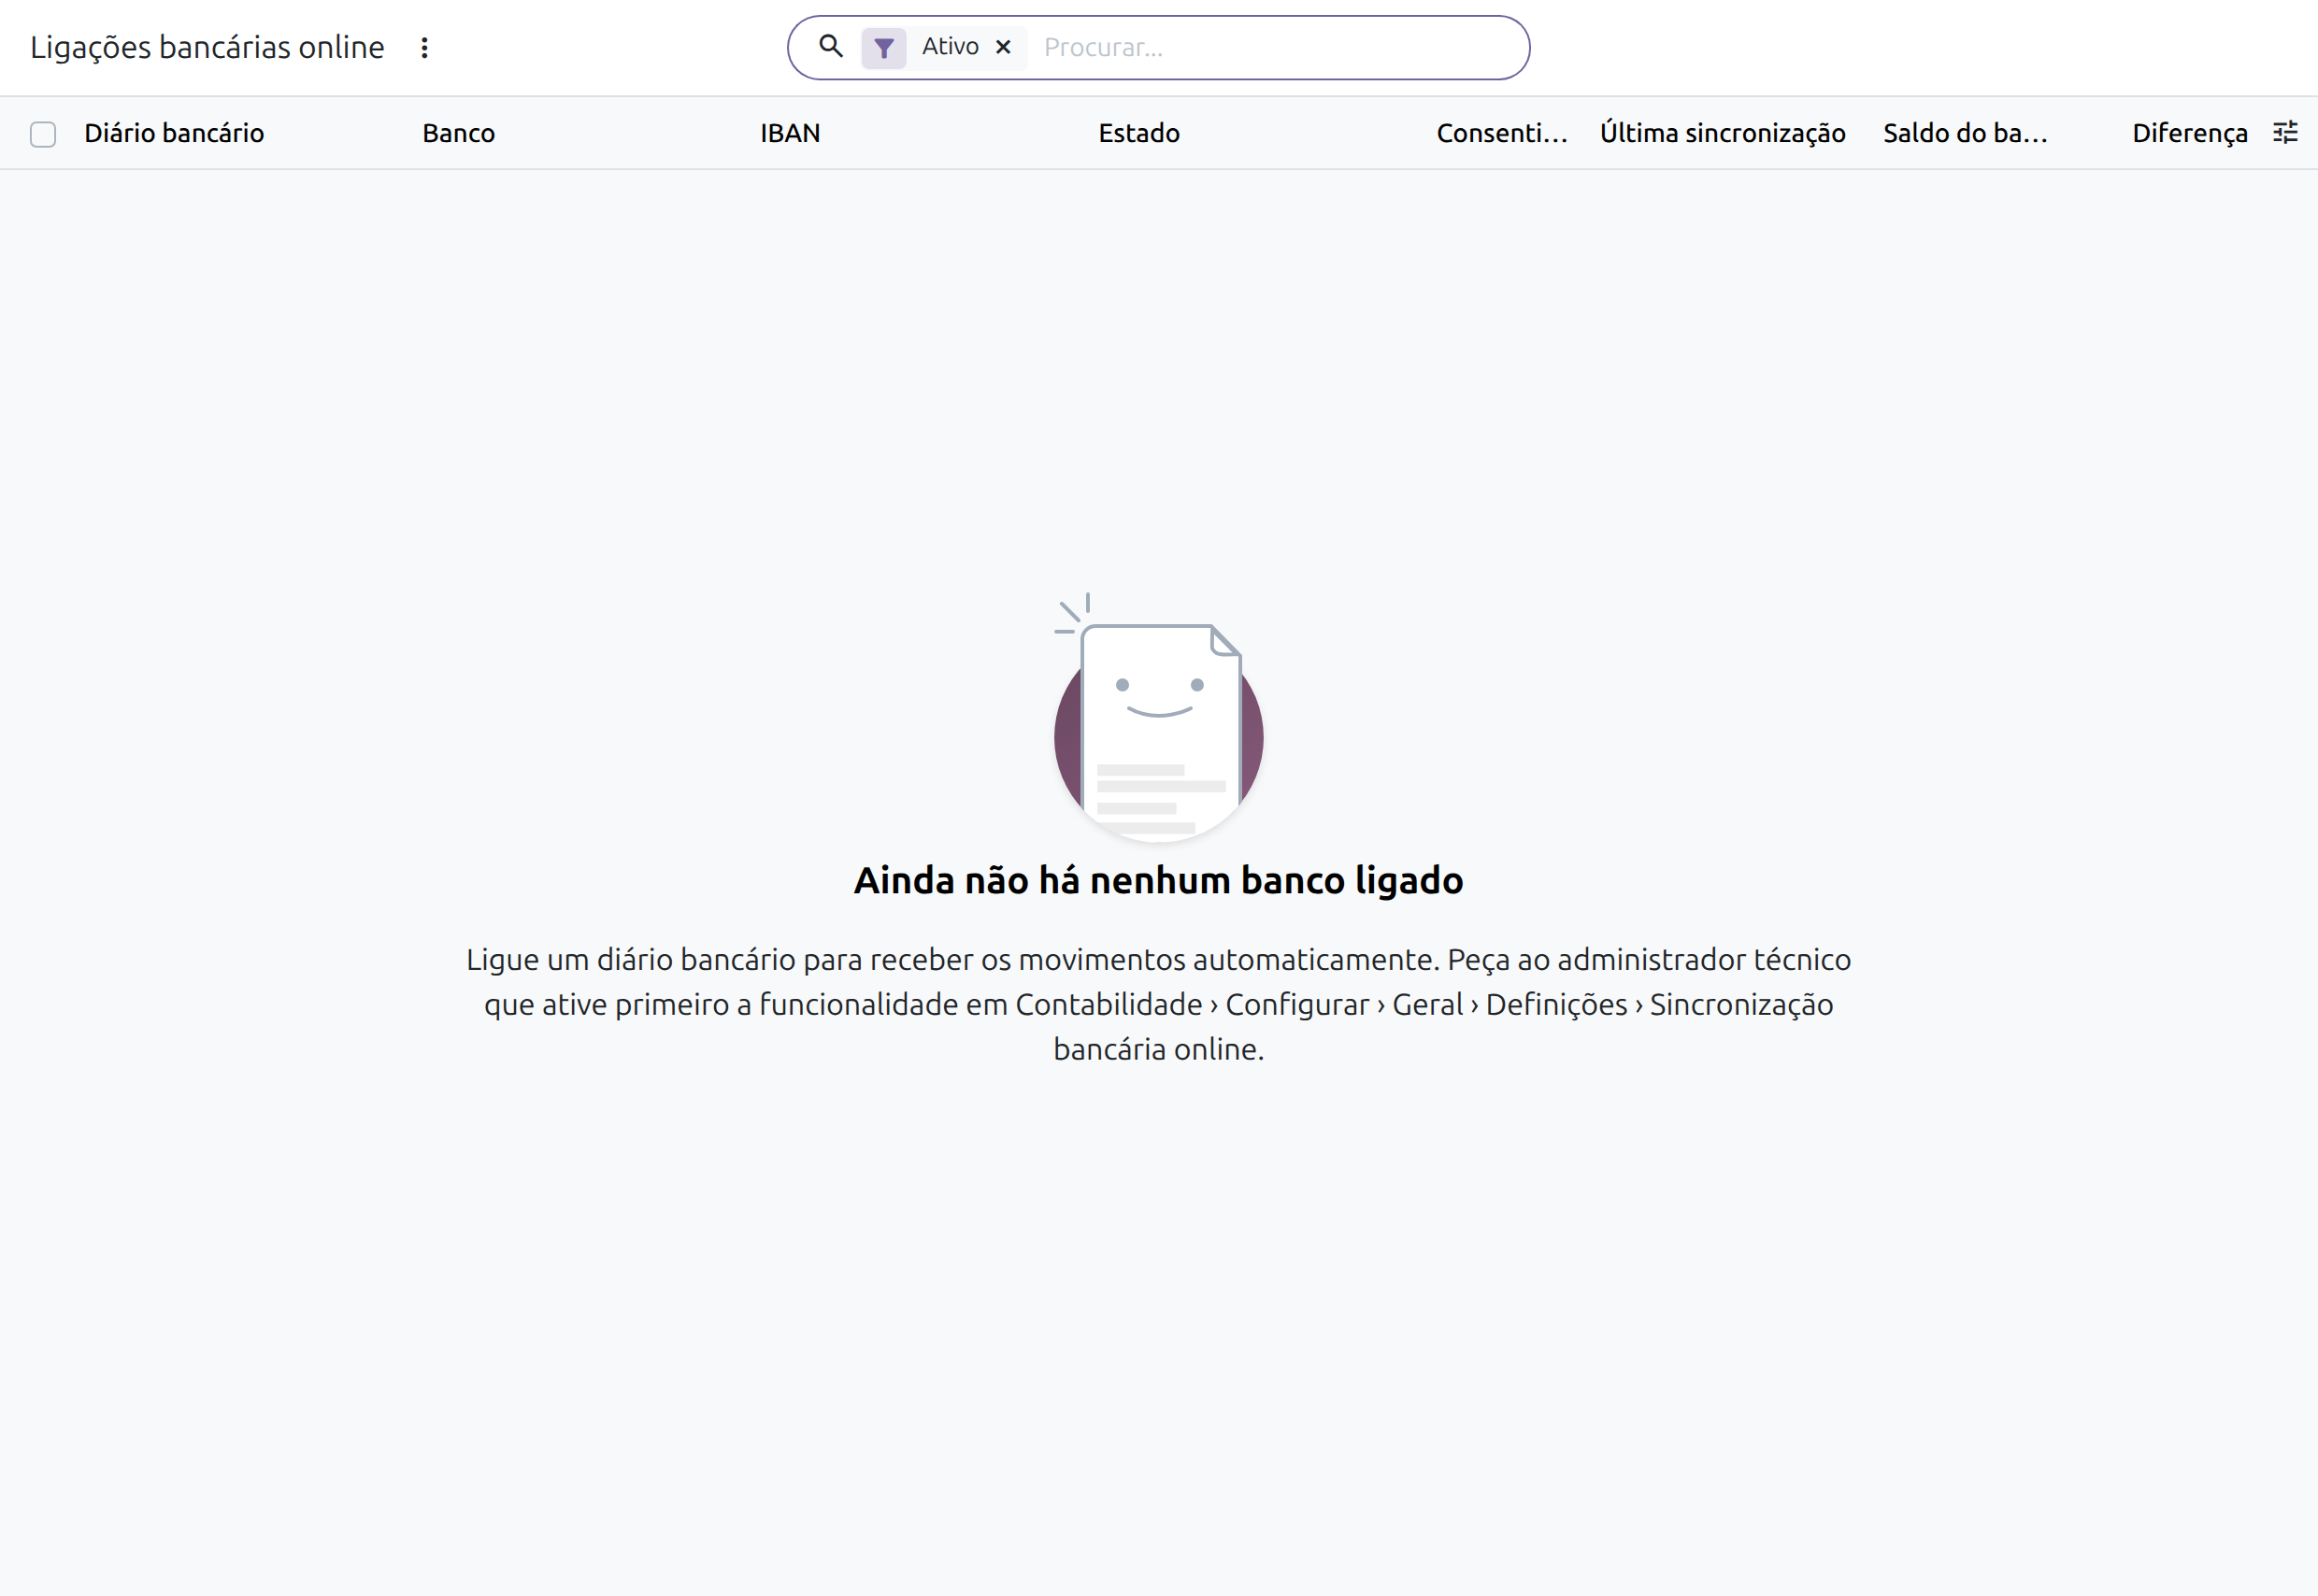 Ligações bancárias online
Ativo
Procurar...
Diário bancário Banco IBAN Estado Consenti... Última sincronização Saldo do ba... Diferença
Ainda não há nenhum banco ligado
Ligue um diário bancário para receber os movimentos automaticamente. Peça ao administrador técnico
que ative primeiro a funcionalidade em Contabilidade › Configurar › Geral › Definições › Sincronização
bancária online.